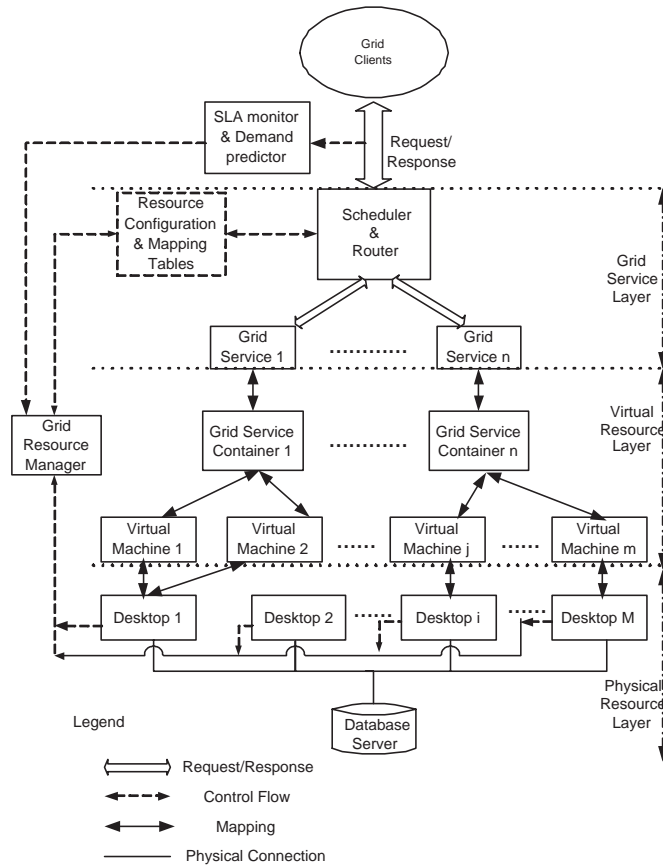 Grid
Clients
SLA monitor
& Demand
predictor
Request/
Response
Resource
Configuration
& Mapping
Tables
Scheduler
&
Router
Grid
Service
Layer
Grid
Service 1
Grid
Service n
Grid
Resource
Manager
Grid Service
Container 1
Grid Service
Container n
Virtual
Resource
Layer
Virtual
Machine 1
Virtual
Machine 2
Virtual
Machine j
Virtual
Machine m
Desktop 1
Desktop 2
Desktop i
Desktop M
Physical
Resource
Layer
Database
Server
Legend
Request/Response
Control Flow
Mapping
Physical Connection